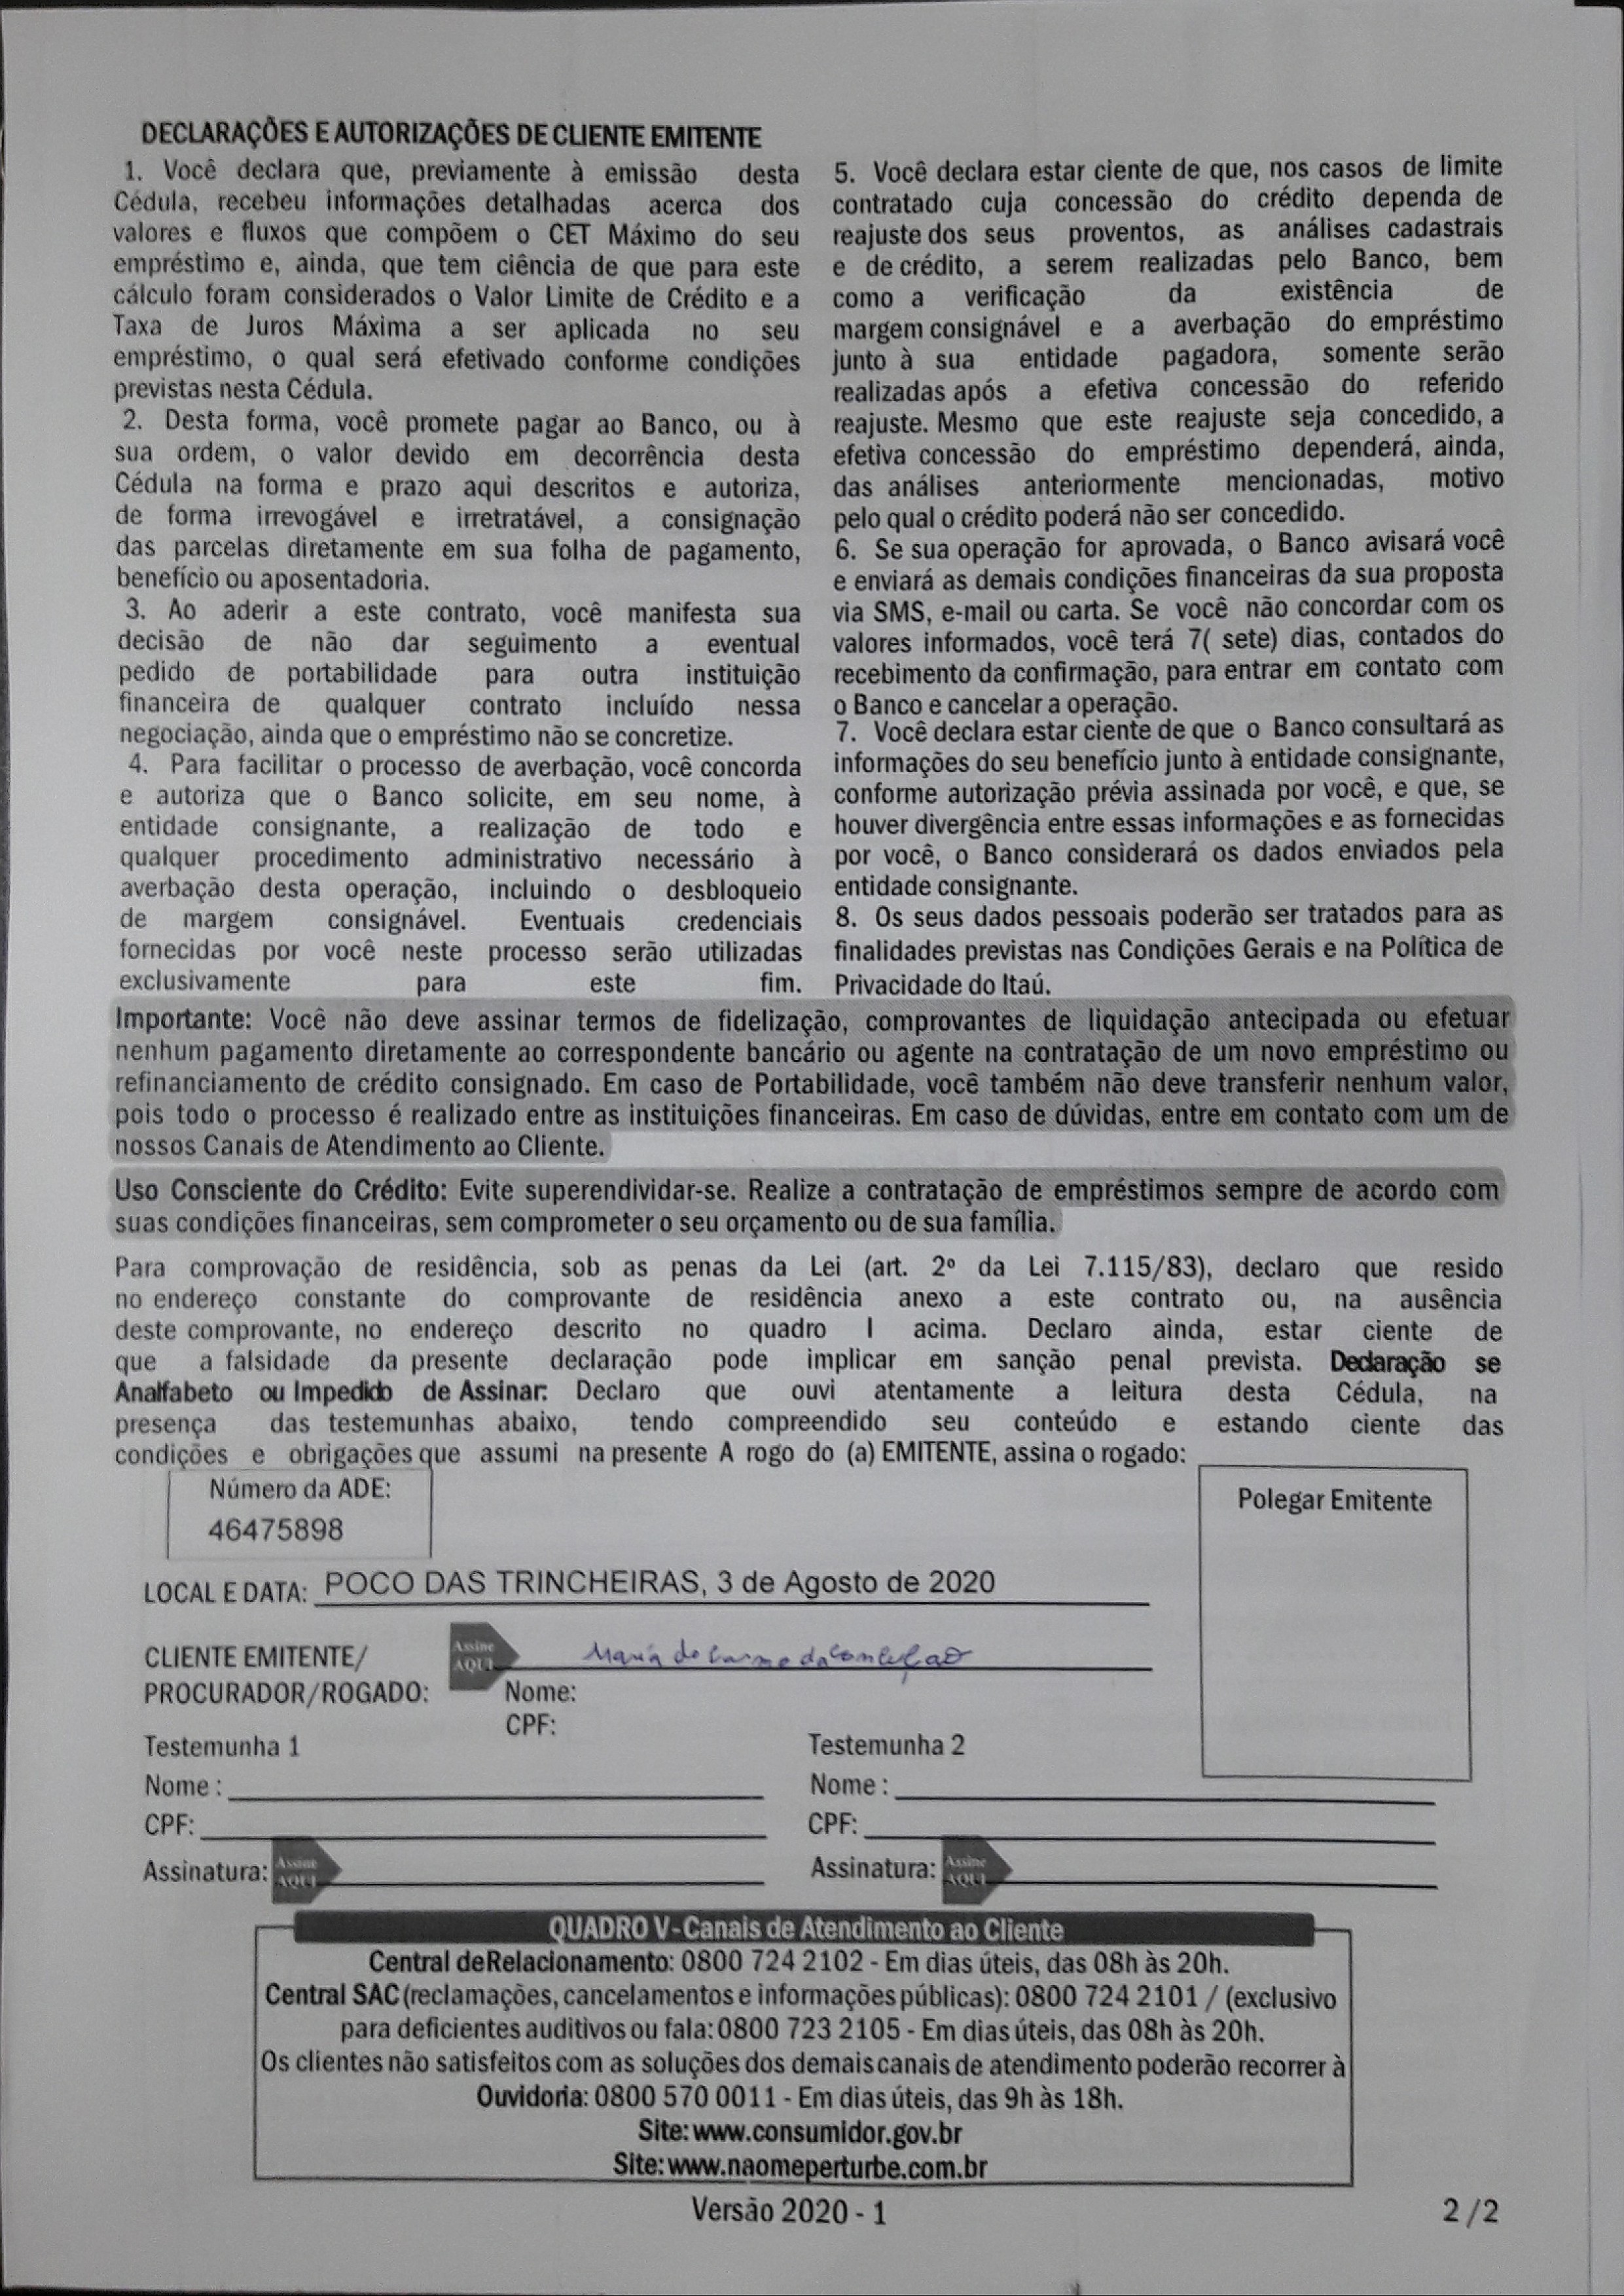 DECLARAÇÕES E AUTORIZAÇÕES DE CLIENTE EMITENTE
1. Você declara que, previamente à emissão desta
Cédula, recebeu informações detalhadas acerca dos
valores e fluxos que compõem o CET Máximo do seu
empréstimo e, ainda, que tem ciência de que para este
cálculo foram considerados o Valor Limite de Crédito e a
Taxa de Juros Máxima a ser aplicada no seu
empréstimo, o qual será efetivado conforme condições
previstas nesta Cédula.
2. Desta forma, você promete pagar ao Banco, ou à
sua ordem, o valor devido em decorrência desta
Cédula na forma e prazo aqui descritos e autoriza,
de forma irrevogável e irretratável, a consignação
das parcelas diretamente em sua folha de pagamento,
benefício ou aposentadoria.
3. Ao aderir a este contrato, você manifesta sua
decisão de não dar seguimento a eventual
pedido de portabilidade para outra instituição
financeira de qualquer contrato incluído nessa
negociação, ainda que o empréstimo não se concretize.
4. Para facilitar o processo de averbação, você concorda
e autoriza que o Banco solicite, em seu nome, à
entidade consignante, a realização de todo e
qualquer procedimento administrativo necessário à
averbação desta operação, incluindo o desbloqueio
de margem consignável. Eventuais credenciais
fornecidas por você neste processo serão utilizadas
exclusivamente para este fim.
5. Você declara estar ciente de que, nos casos de limite
contratado cuja concessão do crédito dependa de
reajuste dos seus proventos, as análises cadastrais
e de crédito, a serem realizadas pelo Banco, bem
como a verificação da existência de
margem consignável e a averbação do empréstimo
junto à sua entidade pagadora, somente serão
realizadas após a efetiva concessão do referido
reajuste. Mesmo que este reajuste seja concedido, a
efetiva concessão do empréstimo dependerá, ainda,
das análises anteriormente mencionadas, motivo
pelo qual o crédito poderá não ser concedido.
6. Se sua operação for aprovada, o Banco avisará você
e enviará as demais condições financeiras da sua proposta
via SMS, e-mail ou carta. Se você não concordar com os
valores informados, você terá 7( sete) dias, contados do
recebimento da confirmação, para entrar em contato com
o Banco e cancelar a operação.
7. Você declara estar ciente de que o Banco consultará as
informações do seu benefício junto à entidade consignante,
conforme autorização prévia assinada por você, e que, se
houver divergência entre essas informações e as fornecidas
por você, o Banco considerará os dados enviados pela
entidade consignante.
8. Os seus dados pessoais poderão ser tratados para as
finalidades previstas nas Condições Gerais e na Política de
Privacidade do Itaú.
Importante: Você não deve assinar termos de fidelização, comprovantes de liquidação antecipada ou efetuar
nenhum pagamento diretamente ao correspondente bancário ou agente na contratação de um novo empréstimo ou
refinanciamento de crédito consignado. Em caso de Portabilidade, você também não deve transferir nenhum valor,
pois todo o processo é realizado entre as instituições financeiras. Em caso de dúvidas, entre em contato com um de
nossos Canais de Atendimento ao Cliente.
Uso Consciente do Crédito: Evite superendividar-se. Realize a contratação de empréstimos sempre de acordo com
suas condições financeiras, sem comprometer o seu orçamento ou de sua família.
Para comprovação de residência, sob as penas da Lei (art. 2º da Lei 7.115/83), declaro que resido
no endereço constante do comprovante de residência anexo a este contrato ou, na ausência
deste comprovante, no endereço descrito no quadro I acima. Declaro ainda, estar ciente de
que a falsidade da presente declaração pode implicar em sanção penal prevista. Declaração se
Analfabeto ou Impedido de Assinar: Declaro que ouvi atentamente a leitura desta Cédula, na
presença das testemunhas abaixo, tendo compreendido seu conteúdo e estando ciente das
condições e obrigações que assumi na presente A rogo do (a) EMITENTE, assina o rogado:
Número da ADE:
46475898
Polegar Emitente
LOCAL E DATA: POCO DAS TRINCHEIRAS, 3 de Agosto de 2020
CLIENTE EMITENTE/
PROCURADOR/ROGADO:
Assine
AQUI
Maria do Carmo da Conceição
Nome:
CPF:
Testemunha 1
Nome :
CPF:
Assinatura: Assine
AQUI
Testemunha 2
Nome :
CPF:
Assinatura: Assine
AQUI
QUADRO V-Canais de Atendimento ao Cliente
Central de Relacionamento: 0800 724 2102 - Em dias úteis, das 08h às 20h.
Central SAC (reclamações, cancelamentos e informações públicas): 0800 724 2101 / (exclusivo
para deficientes auditivos ou fala: 0800 723 2105 - Em dias úteis, das 08h às 20h.
Os clientes não satisfeitos com as soluções dos demais canais de atendimento poderão recorrer à
Ouvidoria: 0800 570 0011 - Em dias úteis, das 9h às 18h.
Site: www.consumidor.gov.br
Site: www.naomeperturbe.com.br
Versão 2020 - 1
2 /2